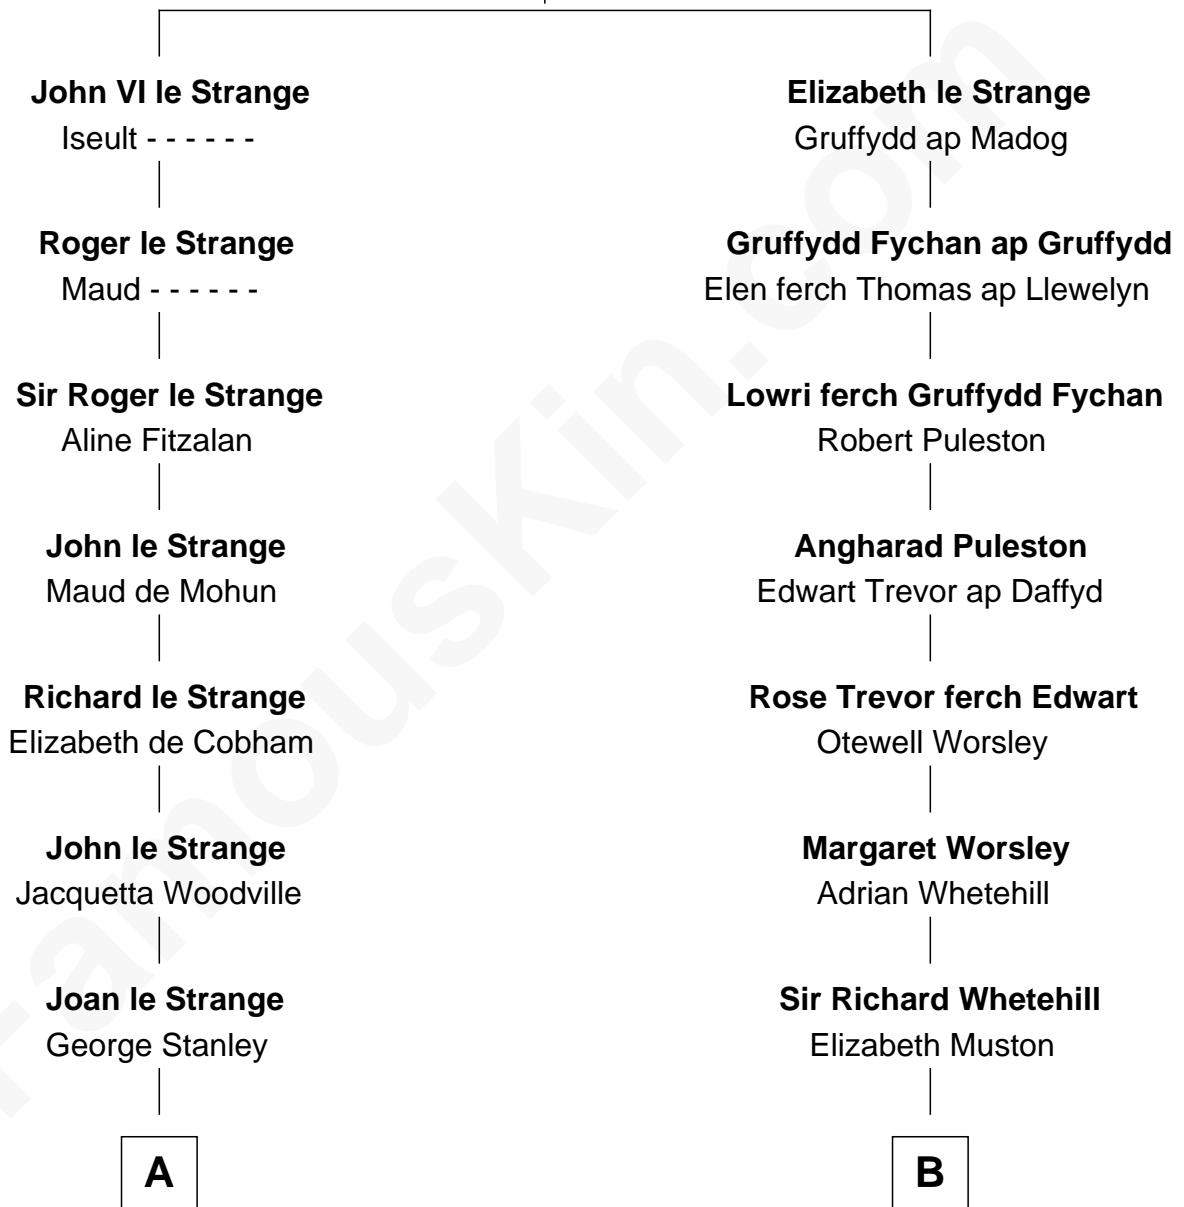 John VI le Strange
Iseult - - - - - -
Roger le Strange
Maud - - - - - -
Sir Roger le Strange
Aline Fitzalan
John le Strange
Maud de Mohun
Richard le Strange
Elizabeth de Cobham
John le Strange
Jacquetta Woodville
Joan le Strange
George Stanley
A
Elizabeth le Strange
Gruffydd ap Madog
Gruffydd Fychan ap Gruffydd
Elen ferch Thomas ap Llewelyn
Lowri ferch Gruffydd Fychan
Robert Puleston
Angharad Puleston
Edwart Trevor ap Daffyd
Rose Trevor ferch Edwart
Otewell Worsley
Margaret Worsley
Adrian Whetehill
Sir Richard Whetehill
Elizabeth Muston
B
FamousKin.com